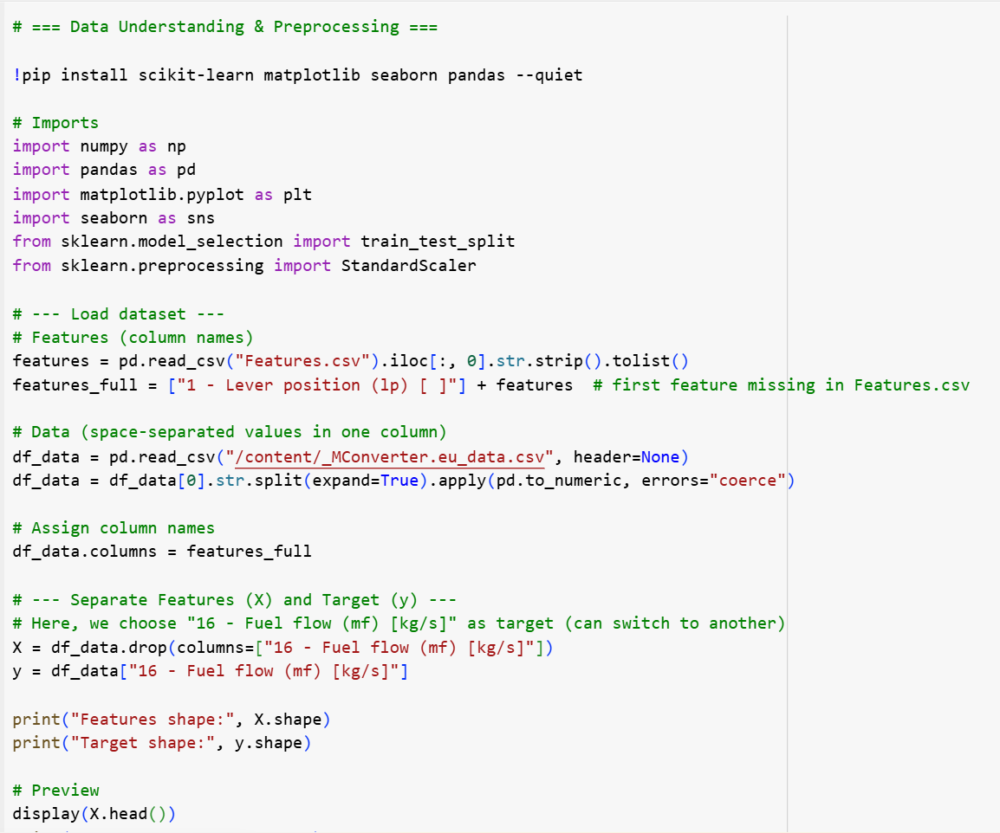 # === Data Understanding & Preprocessing ===
!pip install scikit-learn matplotlib seaborn pandas --quiet
# Imports
import numpy as np
import pandas as pd
import matplotlib.pyplot as plt
import seaborn as sns
from sklearn.model_selection import train_test_split
from sklearn.preprocessing import StandardScaler
# --- Load dataset ---
# Features (column names)
features = pd.read_csv("Features.csv").iloc[:, 0].str.strip().tolist()
features_full = ["1 - Lever position (lp) [ ]"] + features  # first feature missing in Features.csv
# Data (space-separated values in one column)
df_data = pd.read_csv("/content/_MConverter.eu_data.csv", header=None)
df_data = df_data[0].str.split(expand=True).apply(pd.to_numeric, errors="coerce")
# Assign column names
df_data.columns = features_full
# --- Separate Features (X) and Target (y) ---
# Here, we choose "16 - Fuel flow (mf) [kg/s]" as target (can switch to another)
X = df_data.drop(columns=["16 - Fuel flow (mf) [kg/s]"])
y = df_data["16 - Fuel flow (mf) [kg/s]"]
print("Features shape:", X.shape)
print("Target shape:", y.shape)
# Preview
display(X.head())